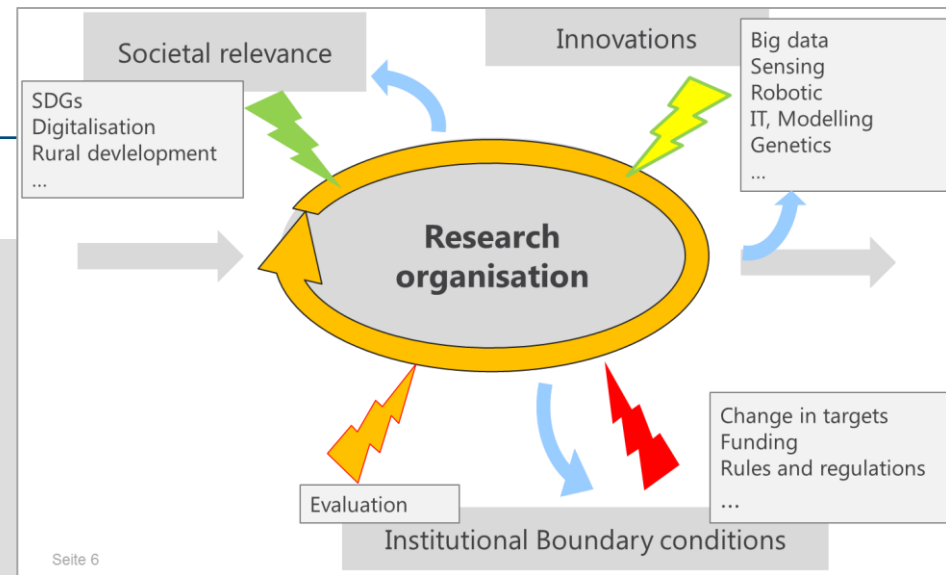 Societal relevance
Innovations
SDGs
Digitalisation
Rural devlelopment
...
Big data
Sensing
Robotic
IT, Modelling
Genetics
...
Research
organisation
Change in targets
Funding
Rules and regulations
...
Evaluation
Institutional Boundary conditions
Seite 6